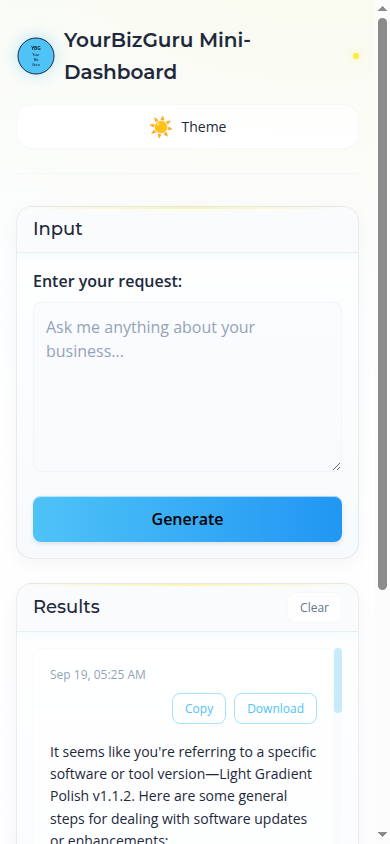 YBG
Your
Biz
Guru
YourBizGuru Mini-
Dashboard
Theme
Input
Enter your request:
Ask me anything about your
business...
Generate
Results
Clear
Sep 19, 05:25 AM
Copy
Download
It seems like you're referring to a specific
software or tool version—Light Gradient
Polish v1.1.2. Here are some general
steps for dealing with software updates
or enhancements: